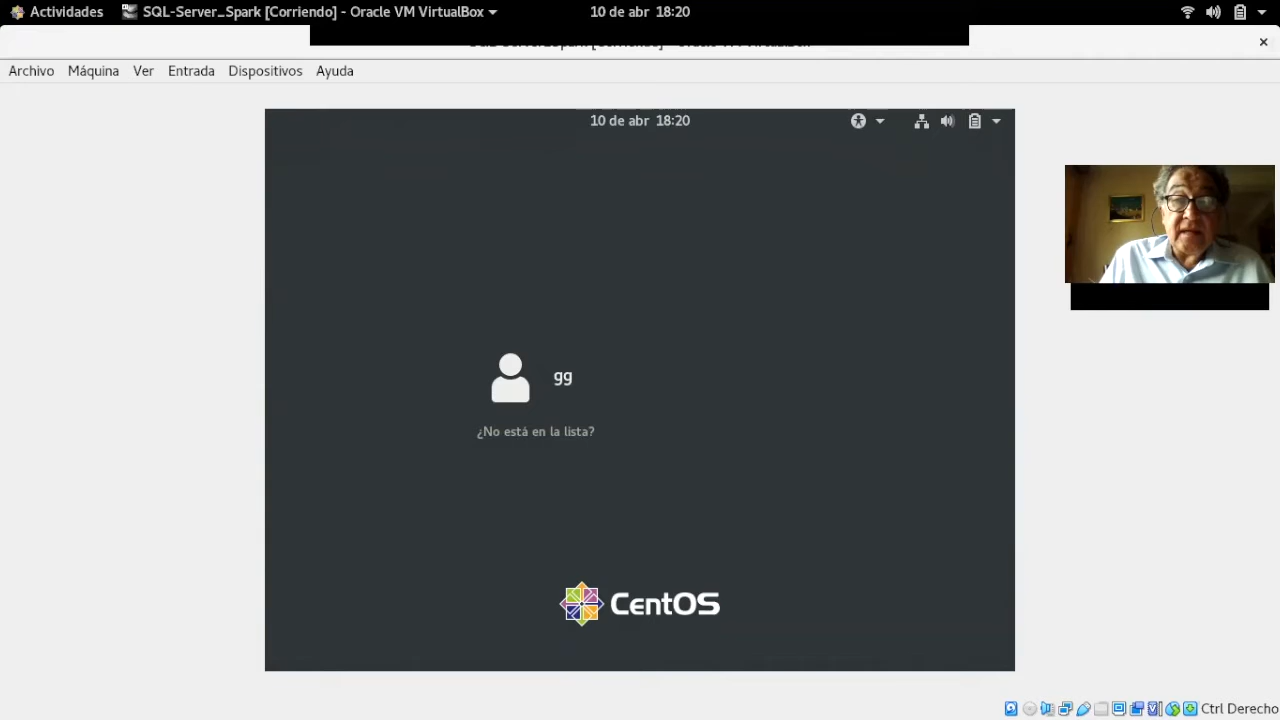 Actividades SQL-Server_Spark [Corriendo] - Oracle VM VirtualBox 10 de abr 18:20
Archivo Máquina Ver Entrada Dispositivos Ayuda
10 de abr 18:20
gg
¿No está en la lista?
CentOS
Ctrl Derecho